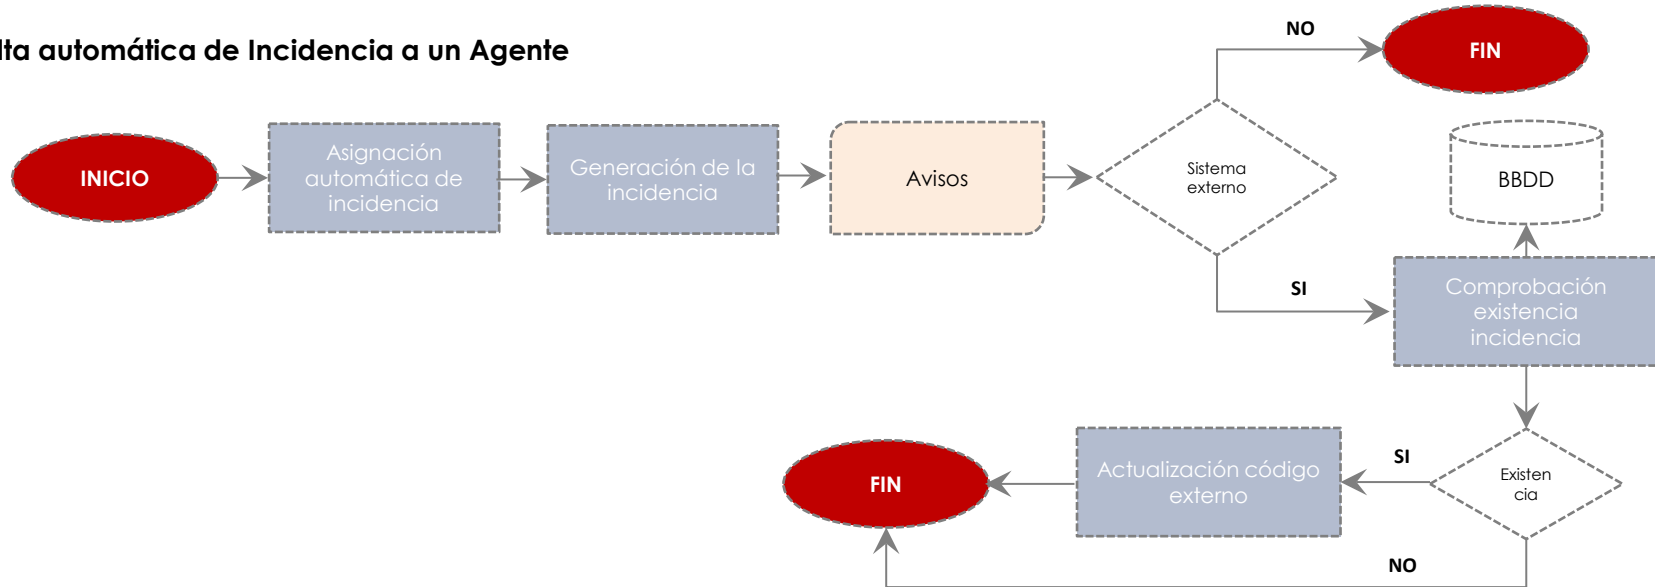 lta automática de Incidencia a un Agente
NO
FIN
INICIO
Asignación
automática de
incidencia
Generación de la
incidencia
Avisos
Sistema
externo
BBDD
SI
Comprobación
existencia
incidencia
FIN
Actualización código
externo
SI
Existen
cia
NO